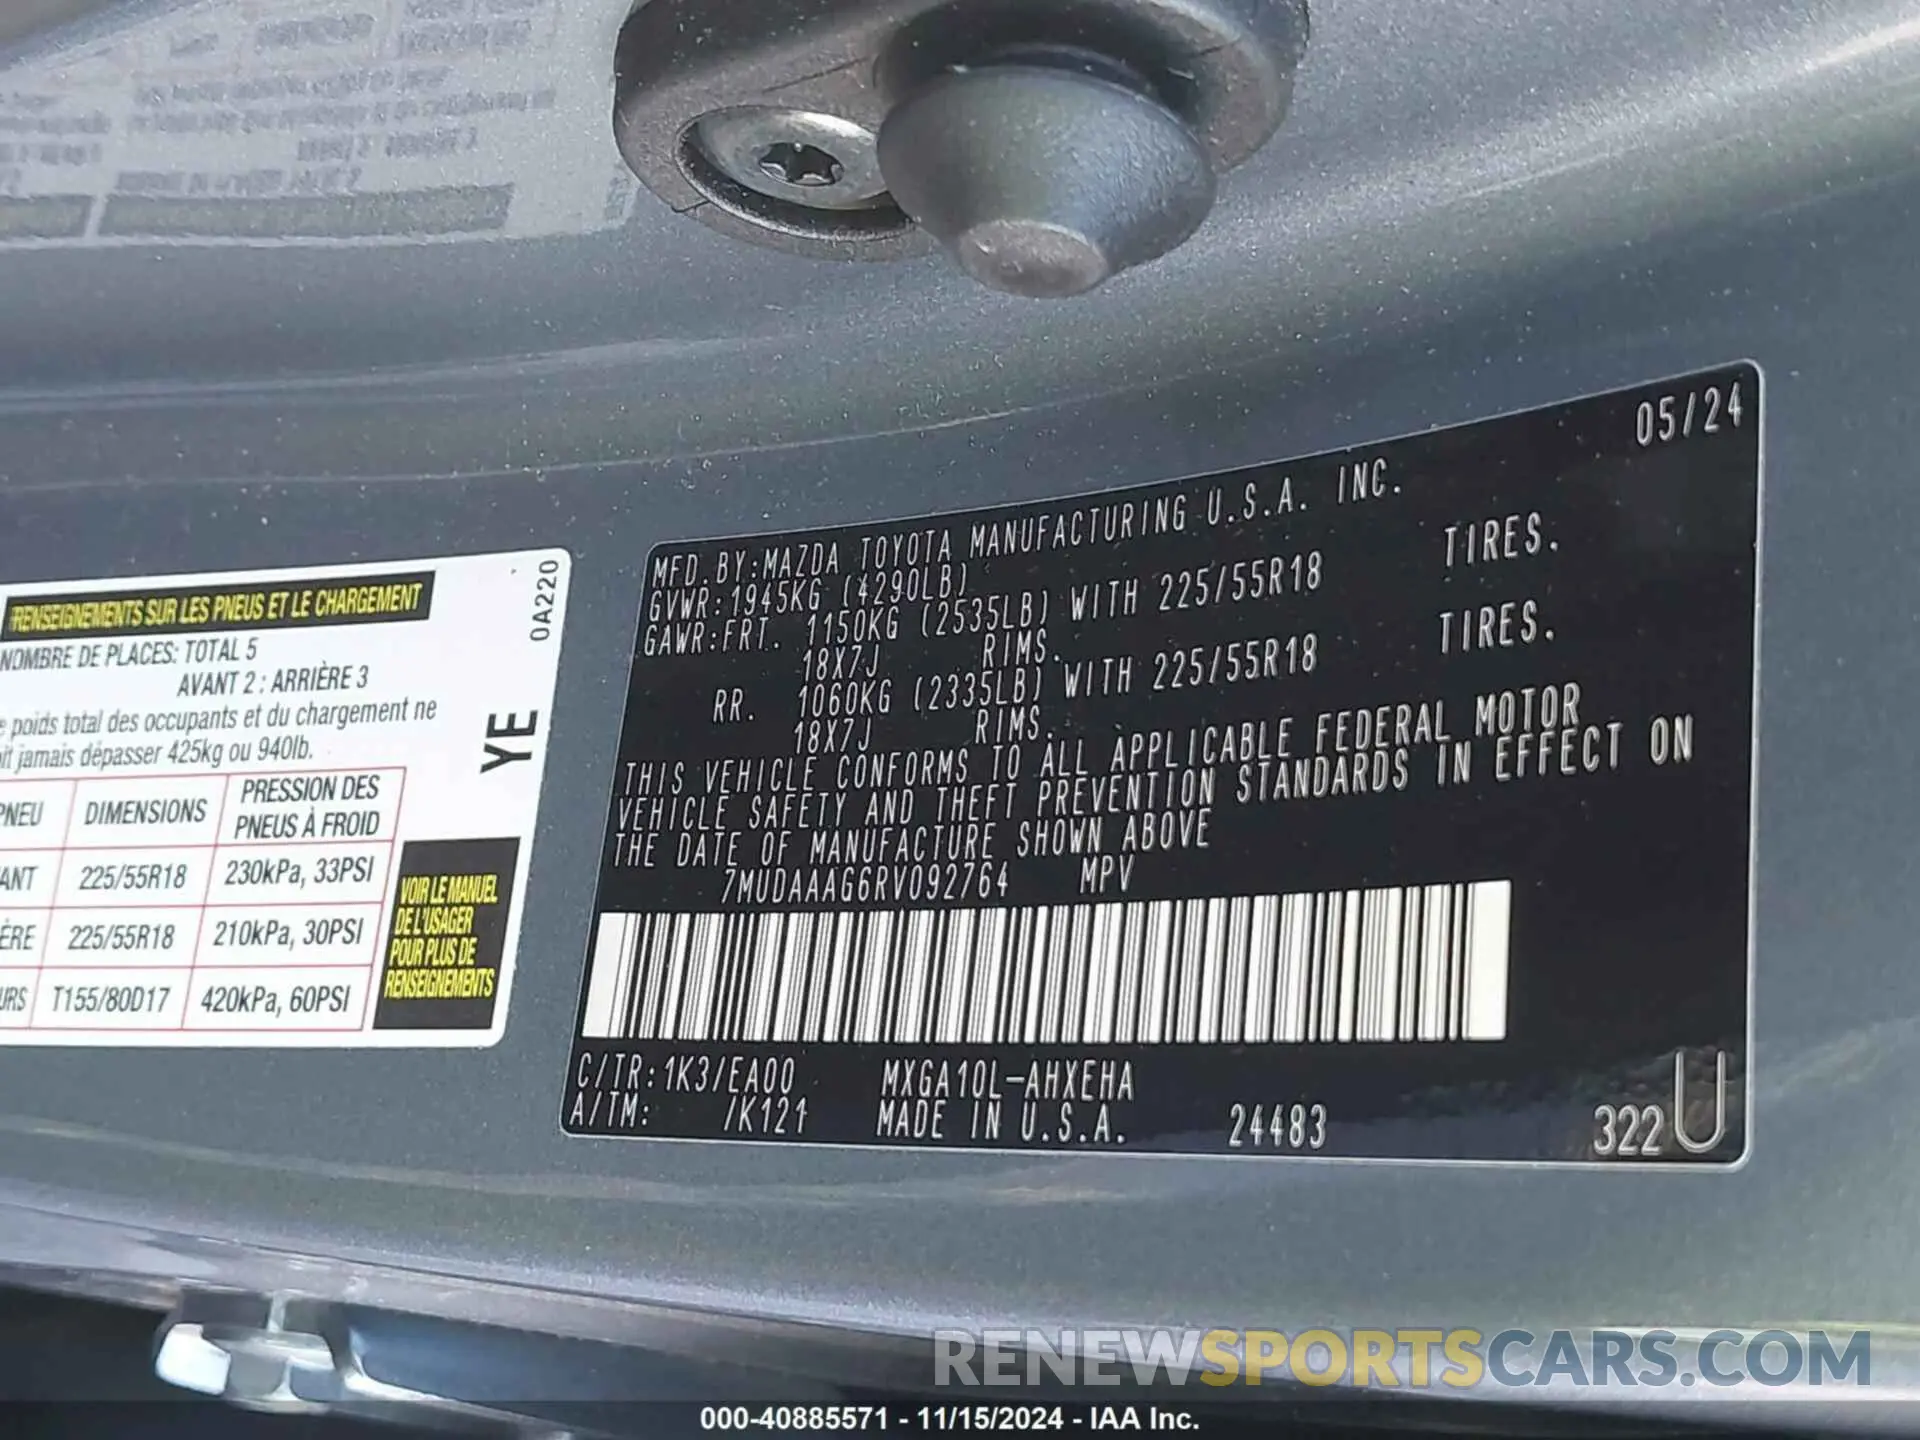 05/24
MFD.BY:MAZDA TOYOTA MANUFACTURING U.S.A. INC.
GVWR:1945KG (4290LB)
GAWR:FRT. 1150KG (2535LB) WITH 225/55R18 TIRES.
18X7J RIMS.
RR. 1060KG (2335LB) WITH 225/55R18 TIRES.
18X7J RIMS.
THIS VEHICLE CONFORMS TO ALL APPLICABLE FEDERAL MOTOR
VEHICLE SAFETY AND THEFT PREVENTION STANDARDS IN EFFECT ON
THE DATE OF MANUFACTURE SHOWN ABOVE
7MUDAAAG6RV092764 MPV
C/TR:1K3/EA00 MXGA10L-AHXEHA
A/TM: /K121 MADE IN U.S.A. 24483 322 U
RENSEIGNEMENTS SUR LES PNEUS ET LE CHARGEMENT
0A220
YE
NOMBRE DE PLACES: TOTAL 5
AVANT 2 : ARRIÈRE 3
poids total des occupants et du chargement ne
jamais dépasser 425kg ou 940lb.
PNEU DIMENSIONS PRESSION DES
PNEUS À FROID
ANT 225/55R18 230kPa, 33PSI
ÈRE 225/55R18 210kPa, 30PSI
URS T155/80D17 420kPa, 60PSI
VOIR LE MANUEL
DE L'USAGER
POUR PLUS DE
RENSEIGNEMENTS
RENEWSPORTSCARS.COM
000-40885571 - 11/15/2024 - IAA Inc.